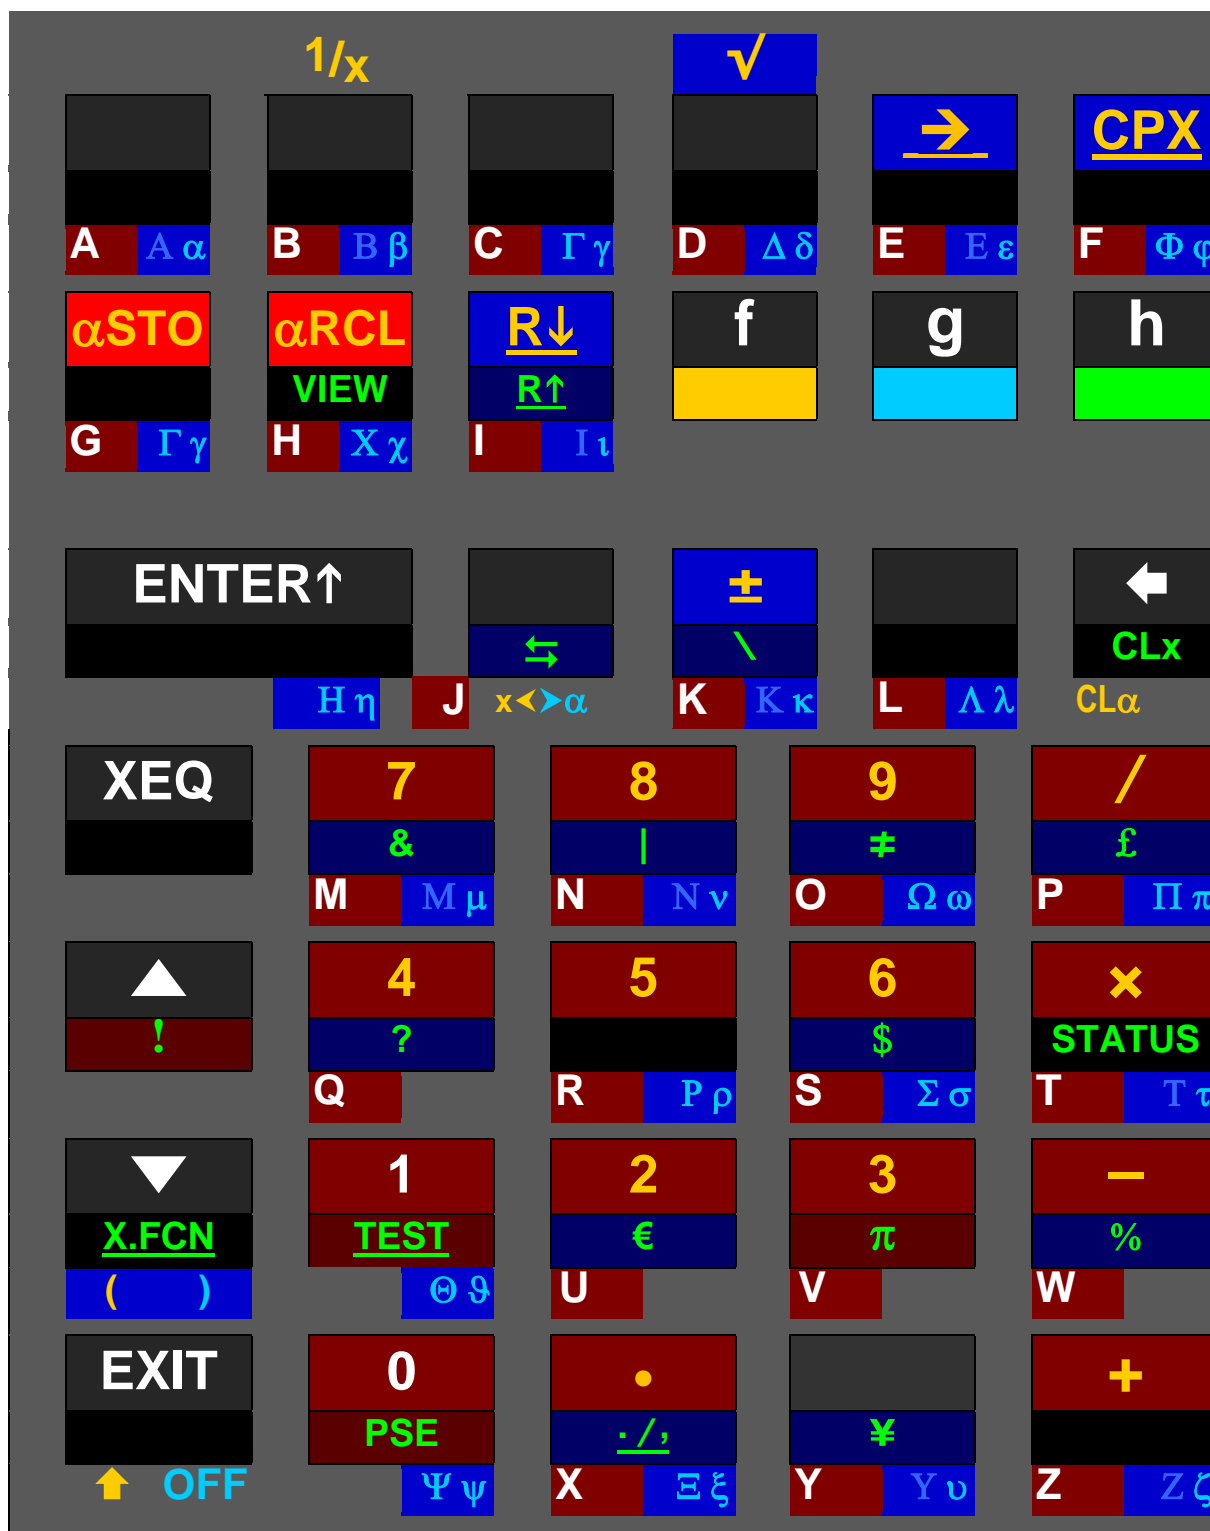 1/x √
→ CPX
A Α α B Β β C Γ γ D Δ δ E Ε ε F Φ φ
αSTO αRCL R↓ f g h
VIEW R↑
G Γ γ H Χ χ I Ι ι
ENTER↑ ± 🡄
⇆ \ CLx
Η η J x<>α K Κ κ L Λ λ CLα
XEQ 7 8 9 /
& | ≠ £
M Μ μ N Ν ν O Ω ω P Π π
▲ 4 5 6 ×
! ? $ STATUS
Q R Ρ ρ S Σ σ T Τ τ
▼ 1 2 3 −
X.FCN TEST € π %
( ) Θ ϑ U V W
EXIT 0 • +
PSE ./, ¥
🡅 OFF Ψ ψ X Ξ ξ Y Υ υ Z Ζ ζ